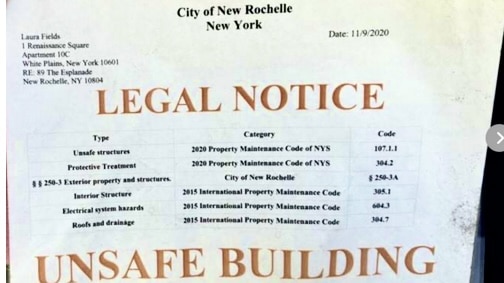 City of New Rochelle
New York
Date: 11/9/2020
Laura Fields
1 Renaissance Square
Apartment 10C
White Plains, New York 10601
RE: 89 The Esplanade
New Rochelle, NY 10804
LEGAL NOTICE
Type Category Code
Unsafe structures 2020 Property Maintenance Code of NYS 107.1.1
Protective Treatment 2020 Property Maintenance Code of NYS 304.2
§ § 250-3 Exterior property and structures. City of New Rochelle § 250-3A
Interior Structure 2015 International Property Maintenance Code 305.1
Electrical system hazards 2015 International Property Maintenance Code 604.3
Roofs and drainage 2015 International Property Maintenance Code 304.7
UNSAFE BUILDING